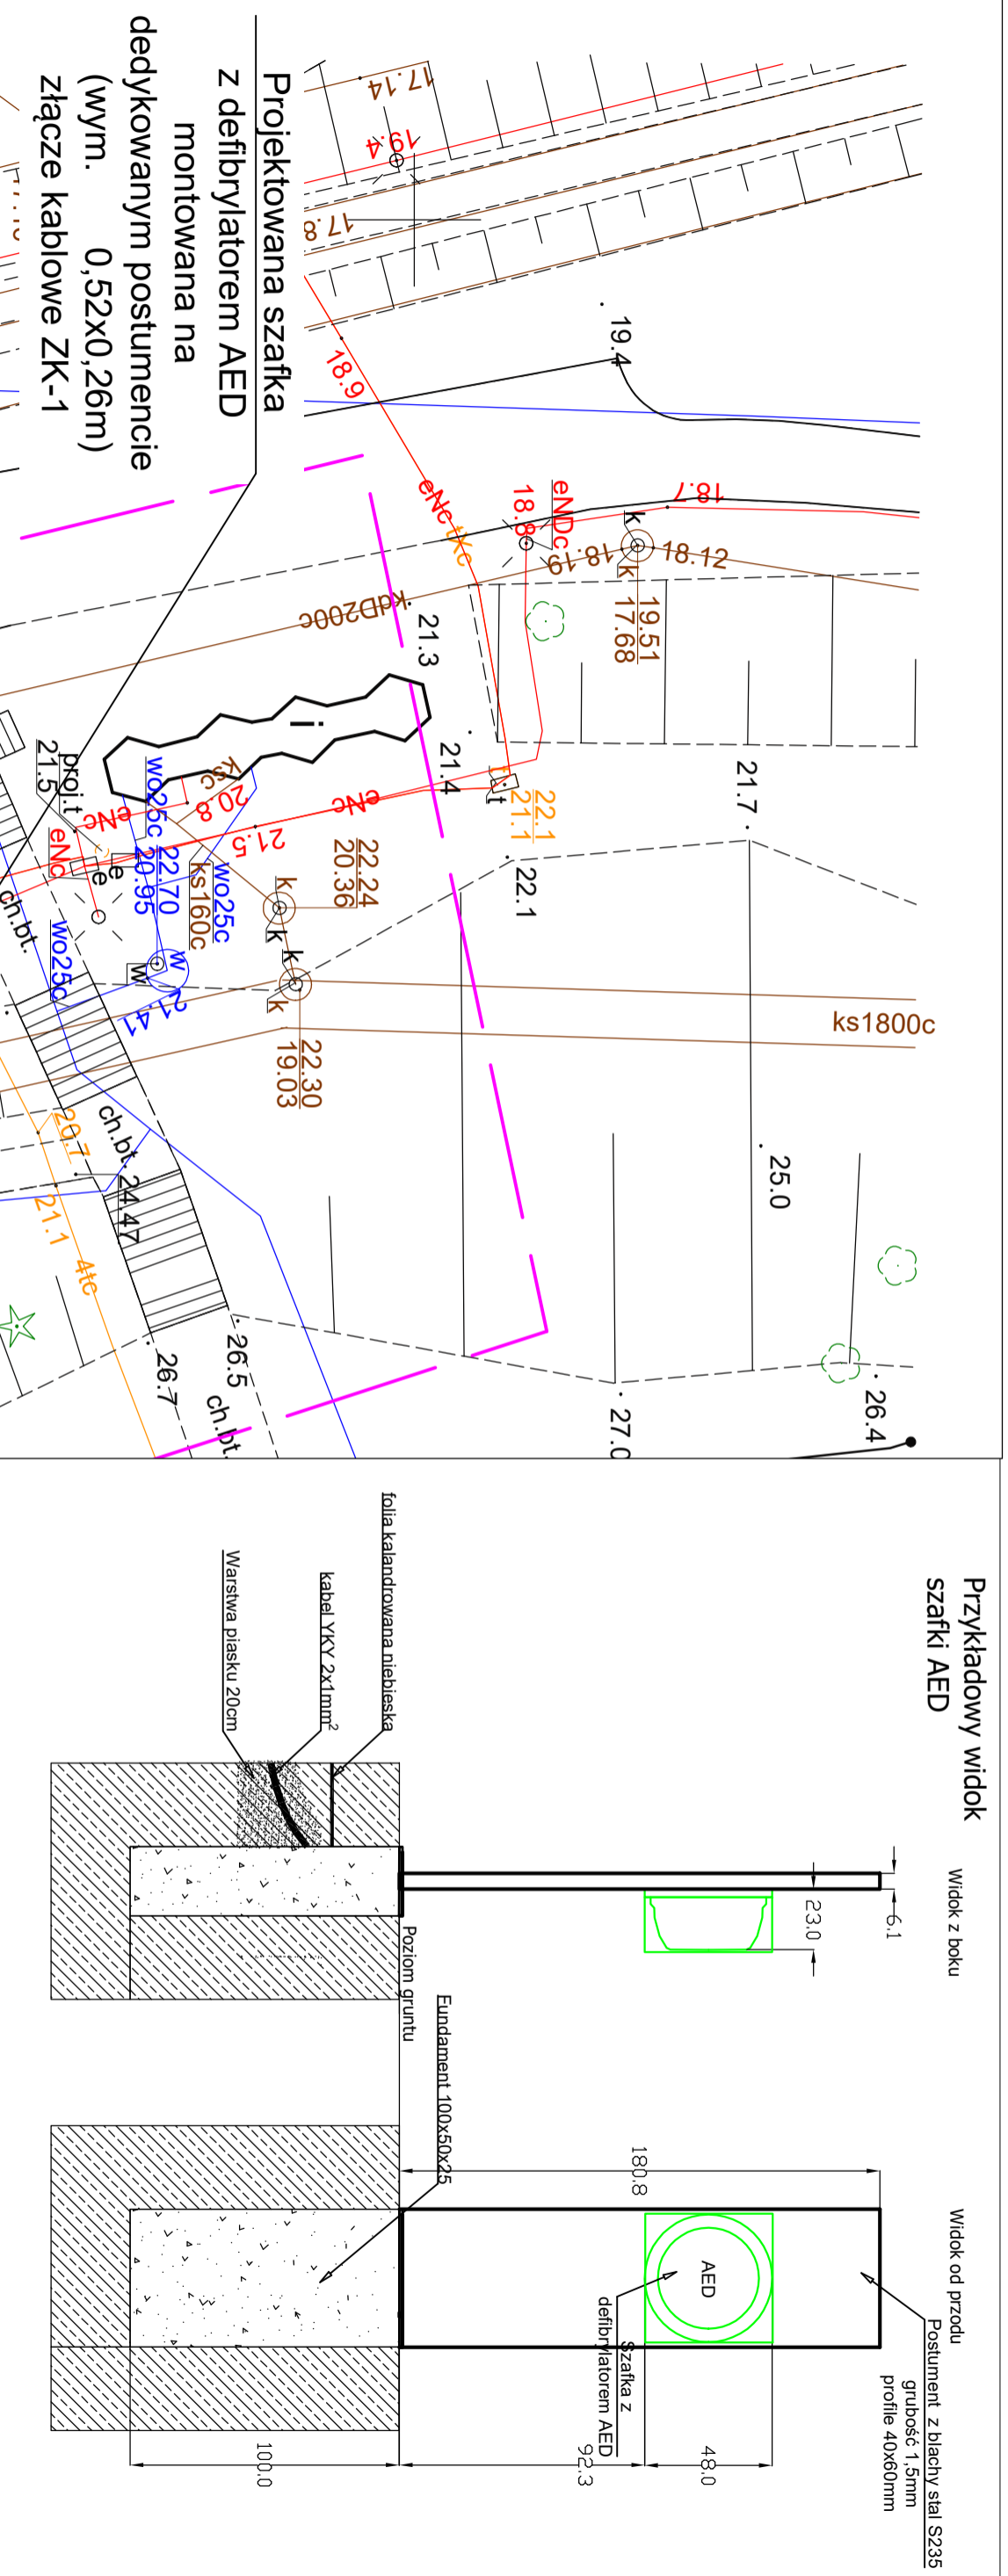 Projektowana szafka
z defibrylatorem AED
montowana na
dedykowanym postumencie
(wym. 0,52x0,26m)
złącze kablowe ZK-1
17.14
19.4
17.8
18.9
19.4
eNc
tKc
eNDc
18.8
18.7
k
18.12
18.19
k
19.51
17.68
kdD200c
21.3
i
21.4
t
t
22.1
21.1
21.7
22.1
eNc
21.5
20.8
ksc
wo25c
22.70
20.95
ks160c
wo25c
22.24
20.36
k
k
k
k
22.30
19.03
ks1800c
proj.t
21.5
eNc
eNc
e
e
w
w
21.41
wo25c
ch.bt.
ch.bt.
24.47
20.7
21.1
4tc
25.0
26.5
26.7
ch.bt.
27.0
26.4
Przykładowy widok
szafki AED
Widok z boku
6.1
23.0
folia kalandrowana niebieska
kabel YKY 2x1mm²
Warstwa piasku 20cm
Poziom gruntu
Fundament 100x50x25
Widok od przodu
Postument z blachy stal S235
grubość 1,5mm
profile 40x60mm
180.8
AED
Szafka z
defibrylatorem AED
48.0
92.3
100.0